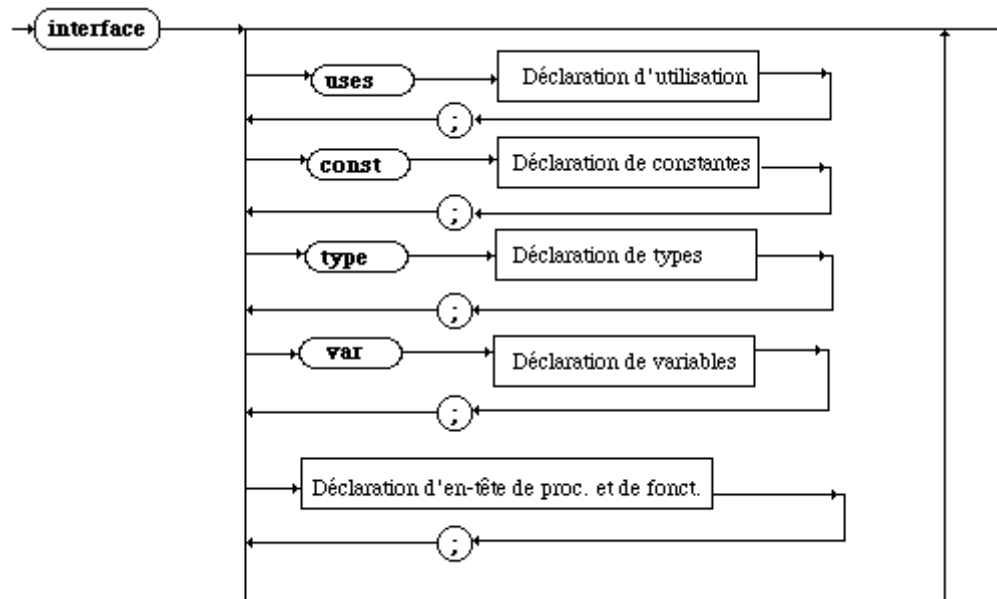 interface
uses
Déclaration d'utilisation
;
const
Déclaration de constantes
;
type
Déclaration de types
;
var
Déclaration de variables
;
Déclaration d'en-tête de proc. et de fonct.
;